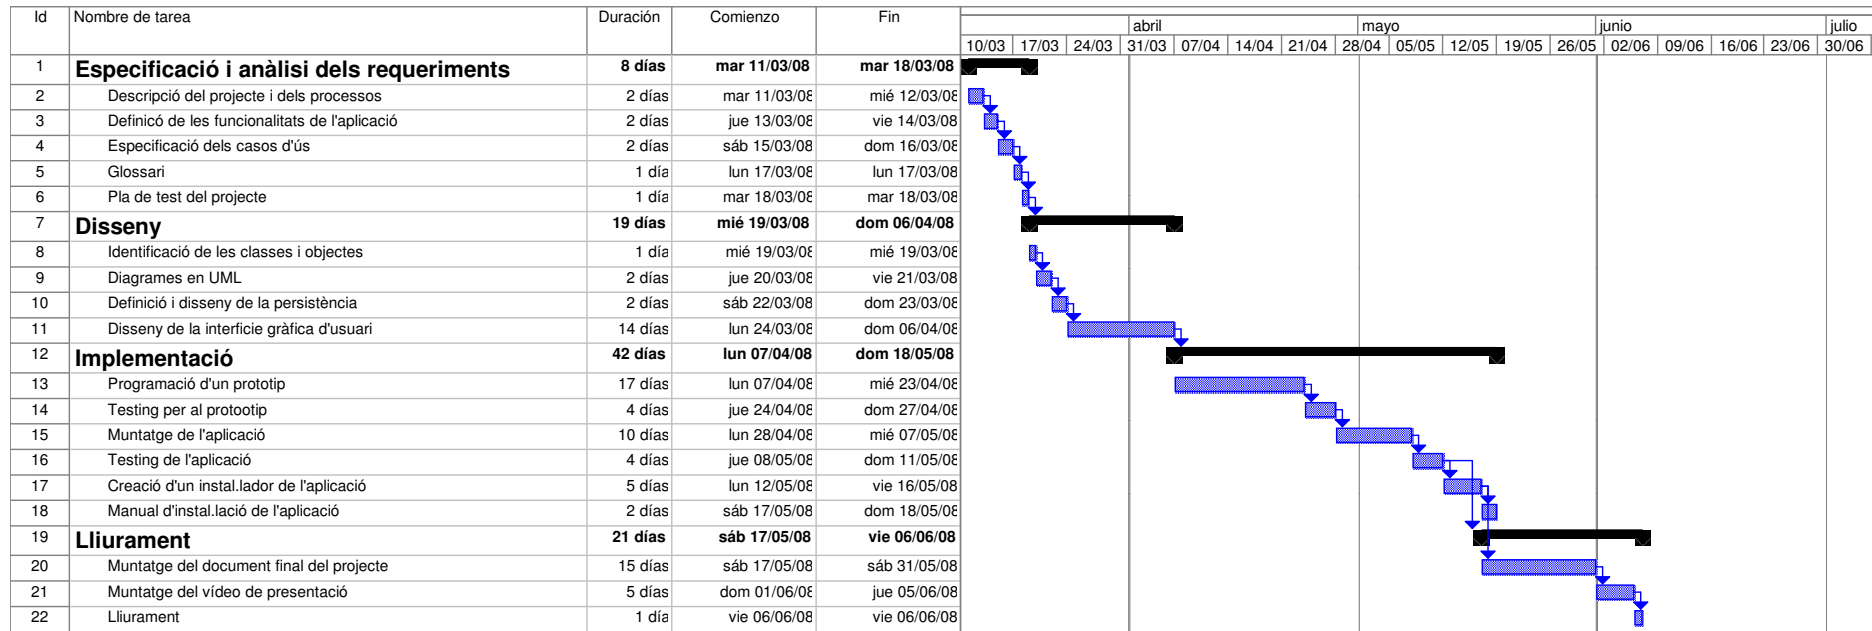 Id Nombre de tarea Duración Comienzo Fin
abril mayo junio julio
10/03 17/03 24/03 31/03 07/04 14/04 21/04 28/04 05/05 12/05 19/05 26/05 02/06 09/06 16/06 23/06 30/06
1 Especificació i anàlisi dels requeriments 8 días mar 11/03/08 mar 18/03/08
2 Descripció del projecte i dels processos 2 días mar 11/03/08 mié 12/03/08
3 Definicó de les funcionalitats de l'aplicació 2 días jue 13/03/08 vie 14/03/08
4 Especificació dels casos d'ús 2 días sáb 15/03/08 dom 16/03/08
5 Glossari 1 día lun 17/03/08 lun 17/03/08
6 Pla de test del projecte 1 día mar 18/03/08 mar 18/03/08
7 Disseny 19 días mié 19/03/08 dom 06/04/08
8 Identificació de les classes i objectes 1 día mié 19/03/08 mié 19/03/08
9 Diagrames en UML 2 días jue 20/03/08 vie 21/03/08
10 Definició i disseny de la persistència 2 días sáb 22/03/08 dom 23/03/08
11 Disseny de la interficie gràfica d'usuari 14 días lun 24/03/08 dom 06/04/08
12 Implementació 42 días lun 07/04/08 dom 18/05/08
13 Programació d'un prototip 17 días lun 07/04/08 mié 23/04/08
14 Testing per al protootip 4 días jue 24/04/08 dom 27/04/08
15 Muntatge de l'aplicació 10 días lun 28/04/08 mié 07/05/08
16 Testing de l'aplicació 4 días jue 08/05/08 dom 11/05/08
17 Creació d'un instal.lador de l'aplicació 5 días lun 12/05/08 vie 16/05/08
18 Manual d'instal.lació de l'aplicació 2 días sáb 17/05/08 dom 18/05/08
19 Lliurament 21 días sáb 17/05/08 vie 06/06/08
20 Muntatge del document final del projecte 15 días sáb 17/05/08 sáb 31/05/08
21 Muntatge del vídeo de presentació 5 días dom 01/06/08 jue 05/06/08
22 Lliurament 1 día vie 06/06/08 vie 06/06/08